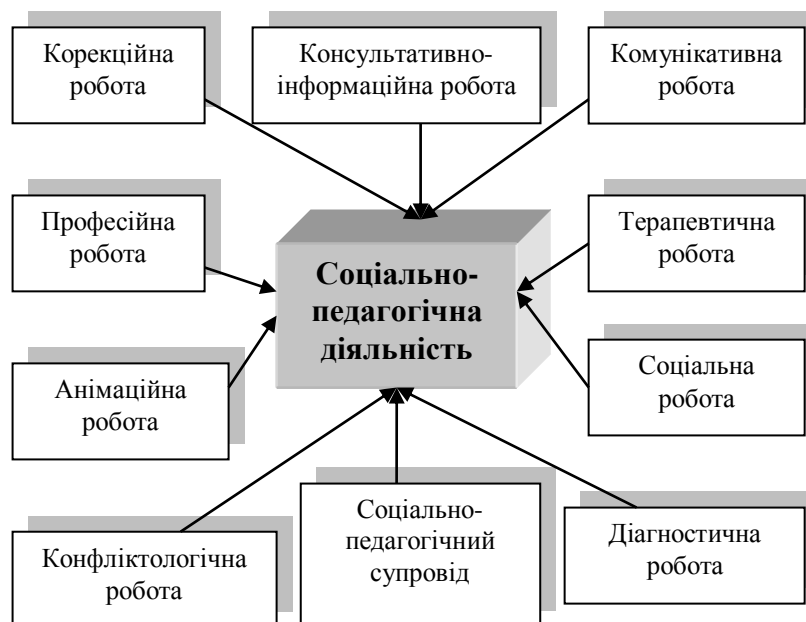 Корекційна
робота
Консультативно-
інформаційна робота
Комунікативна
робота
Професійна
робота
Соціально-
педагогічна
діяльність
Терапевтична
робота
Анімаційна
робота
Соціальна
робота
Конфліктологічна
робота
Соціально-
педагогічний
супровід
Діагностична
робота